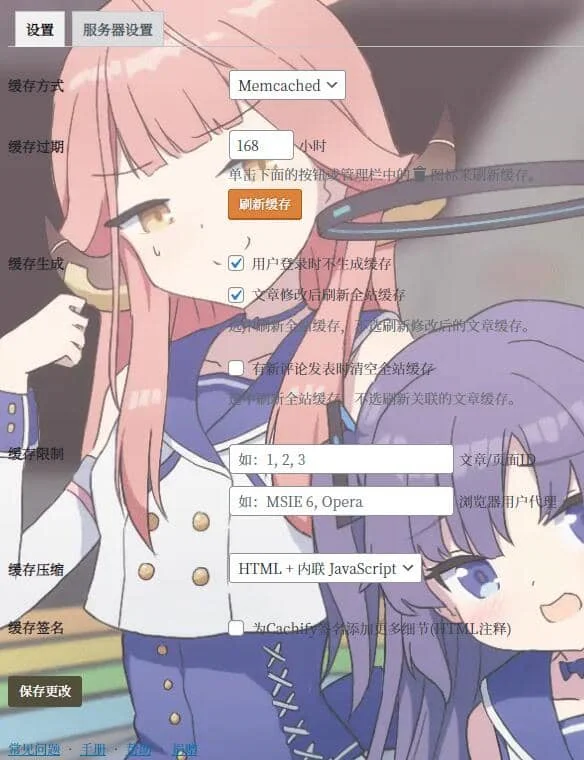 设置 服务器设置
缓存方式 Memcached
缓存过期 168 小时
单击下面的按钮或管理栏中的 图标来刷新缓存。
刷新缓存
缓存生成 用户登录时不生成缓存
文章修改后刷新全站缓存
选中刷新全站缓存，不选刷新修改后的文章缓存。
有新评论发表时清空全站缓存
选中刷新全站缓存，不选刷新关联的文章缓存。
缓存限制 如: 1, 2, 3 文章/页面ID
如: MSIE 6, Opera 浏览器用户代理
缓存压缩 HTML + 内联 JavaScript
缓存签名 为Cachify签名添加更多细节(HTML注释)
保存更改
常见问题 · 手册 · 帮助 · 捐赠